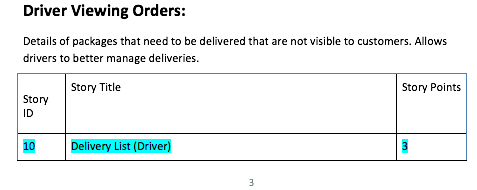 Driver Viewing Orders:
Details of packages that need to be delivered that are not visible to customers. Allows
drivers to better manage deliveries.
Story ID Story Title Story Points
10 Delivery List (Driver) 3
3